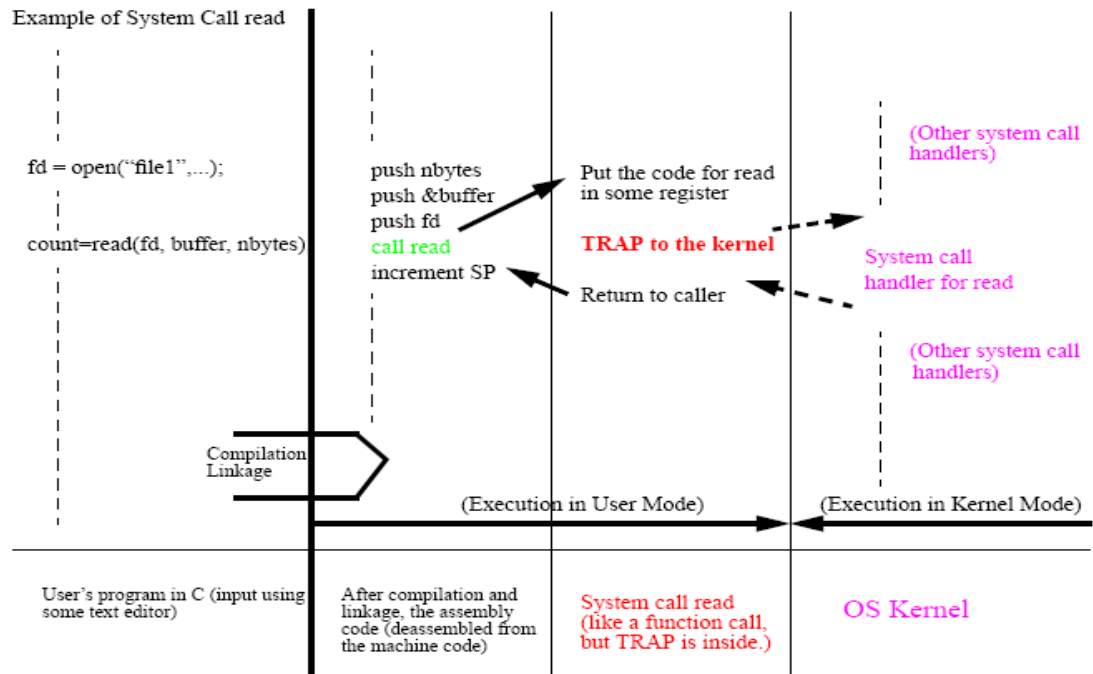 Example of System Call read
fd = open(“file1”,...);
count=read(fd, buffer, nbytes)
push nbytes
push &buffer
push fd
call read
increment SP
Put the code for read
in some register
TRAP to the kernel
Return to caller
(Other system call
handlers)
System call
handler for read
(Other system call
handlers)
Compilation
Linkage
(Execution in User Mode)
(Execution in Kernel Mode)
User’s program in C (input using
some text editor)
After compilation and
linkage, the assembly
code (deassembled from
the machine code)
System call read
(like a function call,
but TRAP is inside.)
OS Kernel